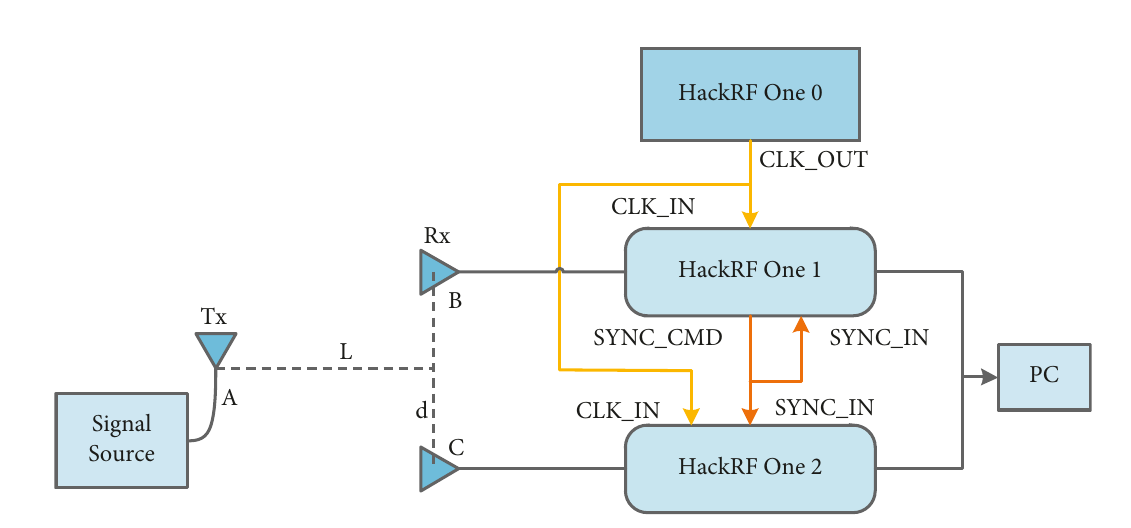 HackRF One 0
CLK_OUT
CLK_IN
Rx
HackRF One 1
B
Tx
SYNC_CMD
SYNC_IN
L
PC
A
d
CLK_IN
SYNC_IN
Signal
Source
C
HackRF One 2